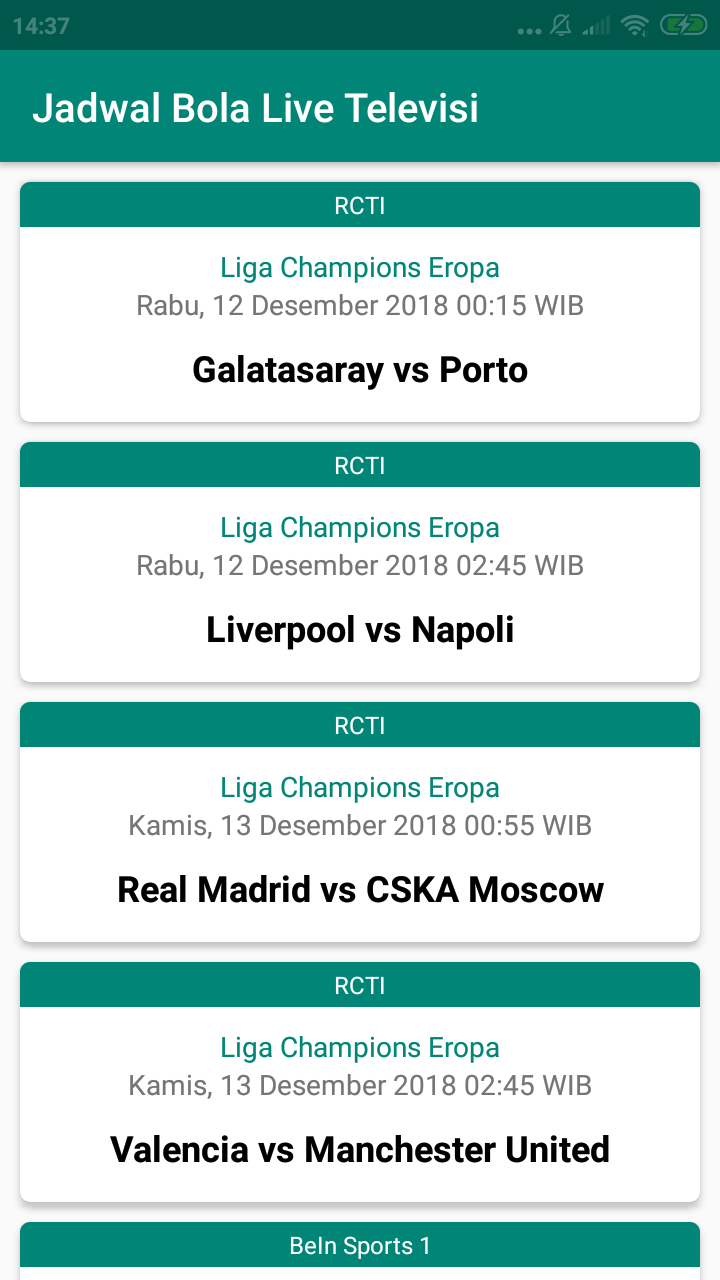 14:37
Jadwal Bola Live Televisi
RCTI
Liga Champions Eropa
Rabu, 12 Desember 2018 00:15 WIB
Galatasaray vs Porto
RCTI
Liga Champions Eropa
Rabu, 12 Desember 2018 02:45 WIB
Liverpool vs Napoli
RCTI
Liga Champions Eropa
Kamis, 13 Desember 2018 00:55 WIB
Real Madrid vs CSKA Moscow
RCTI
Liga Champions Eropa
Kamis, 13 Desember 2018 02:45 WIB
Valencia vs Manchester United
BeIn Sports 1